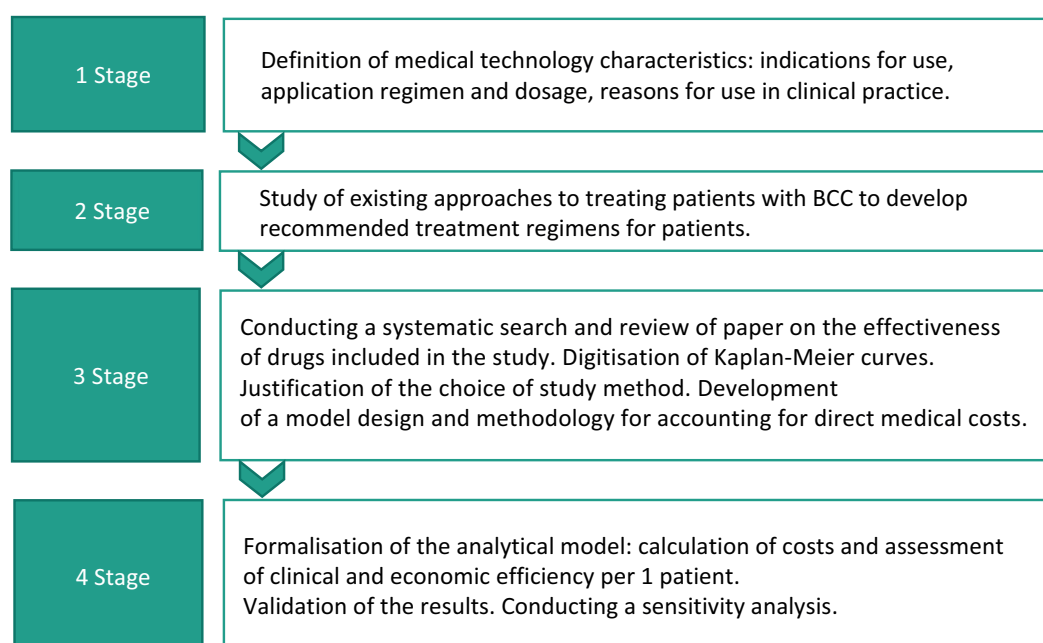 1 Stage
Definition of medical technology characteristics: indications for use,
application regimen and dosage, reasons for use in clinical practice.
2 Stage
Study of existing approaches to treating patients with BCC to develop
recommended treatment regimens for patients.
3 Stage
Conducting a systematic search and review of paper on the effectiveness
of drugs included in the study. Digitisation of Kaplan-Meier curves.
Justification of the choice of study method. Development
of a model design and methodology for accounting for direct medical costs.
4 Stage
Formalisation of the analytical model: calculation of costs and assessment
of clinical and economic efficiency per 1 patient.
Validation of the results. Conducting a sensitivity analysis.